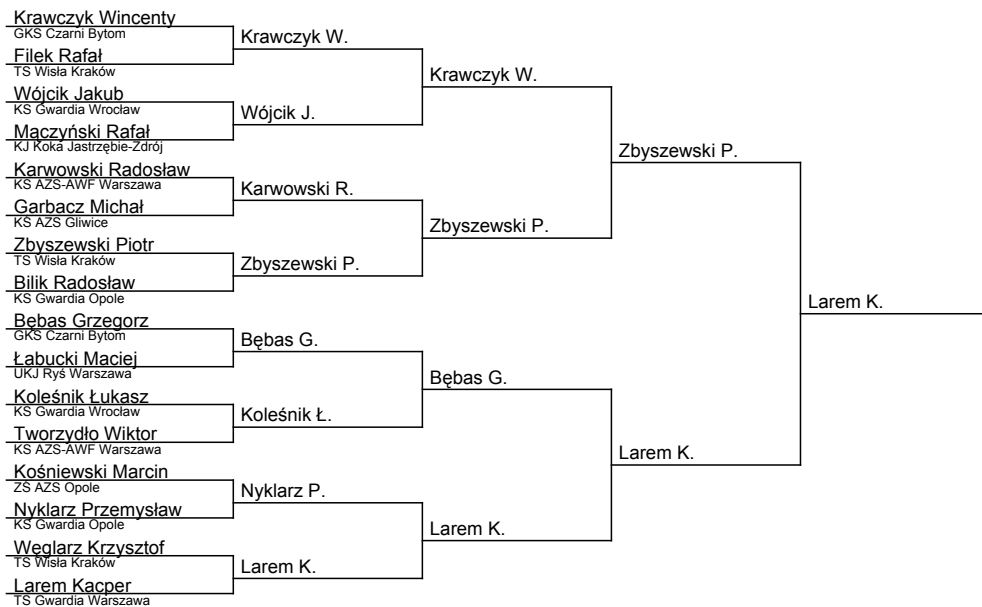 Krawczyk Wincenty
GKS Czarni Bytom
Krawczyk W.
Filek Rafał
TS Wisła Kraków
Krawczyk W.
Wójcik Jakub
KS Gwardia Wrocław
Wójcik J.
Mączyński Rafał
KJ Koka Jastrzębie-Zdrój
Zbyszewski P.
Karwowski Radosław
KS AZS-AWF Warszawa
Karwowski R.
Garbacz Michał
KS AZS Gliwice
Zbyszewski P.
Zbyszewski Piotr
TS Wisła Kraków
Zbyszewski P.
Bilik Radosław
KS Gwardia Opole
Larem K.
Bębas Grzegorz
GKS Czarni Bytom
Bębas G.
Łabucki Maciej
UKJ Ryś Warszawa
Bębas G.
Koleśnik Łukasz
KS Gwardia Wrocław
Koleśnik Ł.
Tworzydło Wiktor
KS AZS-AWF Warszawa
Larem K.
Kośniewski Marcin
ZS AZS Opole
Nyklarz P.
Nyklarz Przemysław
KS Gwardia Opole
Larem K.
Węglarz Krzysztof
TS Wisła Kraków
Larem K.
Larem Kacper
TS Gwardia Warszawa